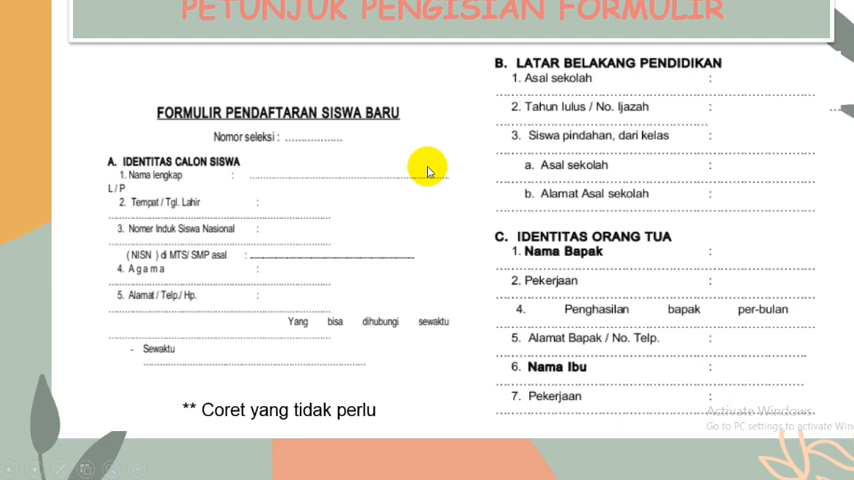 PETUNJUK PENGISIAN FORMULIR
FORMULIR PENDAFTARAN SISWA BARU
Nomor seleksi : ..................
A. IDENTITAS CALON SISWA
1. Nama lengkap :
L / P
2. Tempat / Tgl. Lahir :
3. Nomer Induk Siswa Nasional :
( NISN ) di MTS/ SMP asal :
4. A g a m a :
5. Alamat / Telp./ Hp. :
Yang bisa dihubungi sewaktu
- Sewaktu
** Coret yang tidak perlu
B. LATAR BELAKANG PENDIDIKAN
1. Asal sekolah :
2. Tahun lulus / No. Ijazah :
3. Siswa pindahan, dari kelas :
a. Asal sekolah :
b. Alamat Asal sekolah :
C. IDENTITAS ORANG TUA
1. Nama Bapak :
2. Pekerjaan :
4. Penghasilan bapak per-bulan
5. Alamat Bapak / No. Telp. :
6. Nama Ibu :
7. Pekerjaan :
Activate Windows
Go to PC settings to activate Win